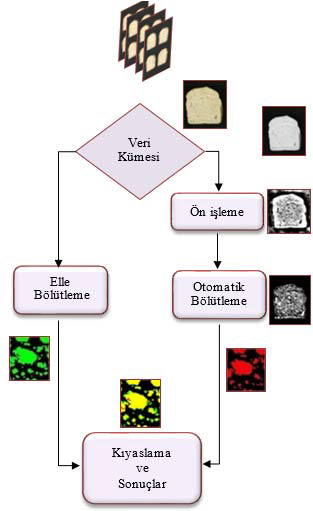 Veri
Kümesi
Ön işleme
Elle
Bölütleme
Otomatik
Bölütleme
Kıyaslama
ve
Sonuçlar